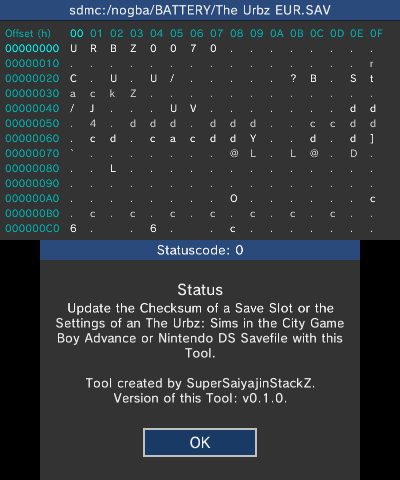 sdmc:/nogba/BATTERY/The Urbz EUR.SAV
Offset (h) 00 01 02 03 04 05 06 07 08 09 0A 0B 0C 0D 0E 0F
00000000 U R B Z 0 0 7 0 . . . . . . . .
00000010 . . . . . . . . . . . . . . . r
00000020 . C . U . U / . . . . ? B . S t
00000030 a c k Z . . . . . . . . . . . .
00000040 / J . . . U V . . . . . . . d d
00000050 . 4 . d d . d d d d . . c c d d
00000060 . c d . c a c d d Y . . d . d ]
00000070 ` . . . . . . . @ L . L @ . D .
00000080 . . L . . . . . . . . . . . . .
00000090 . . . . . . . . . . . . . . . .
000000A0 . . . . . . . . O . . . . . . c
000000B0 . c . c . c . c . c . c . c . .
000000C0 6 . . 6 . . . . c . . . . . . .
Statuscode: 0
Status
Update the Checksum of a Save Slot or the
Settings of an The Urbz: Sims in the City Game
Boy Advance or Nintendo DS Savefile with this
Tool.
Tool created by SuperSaiyajinStackZ.
Version of this Tool: v0.1.0.
OK